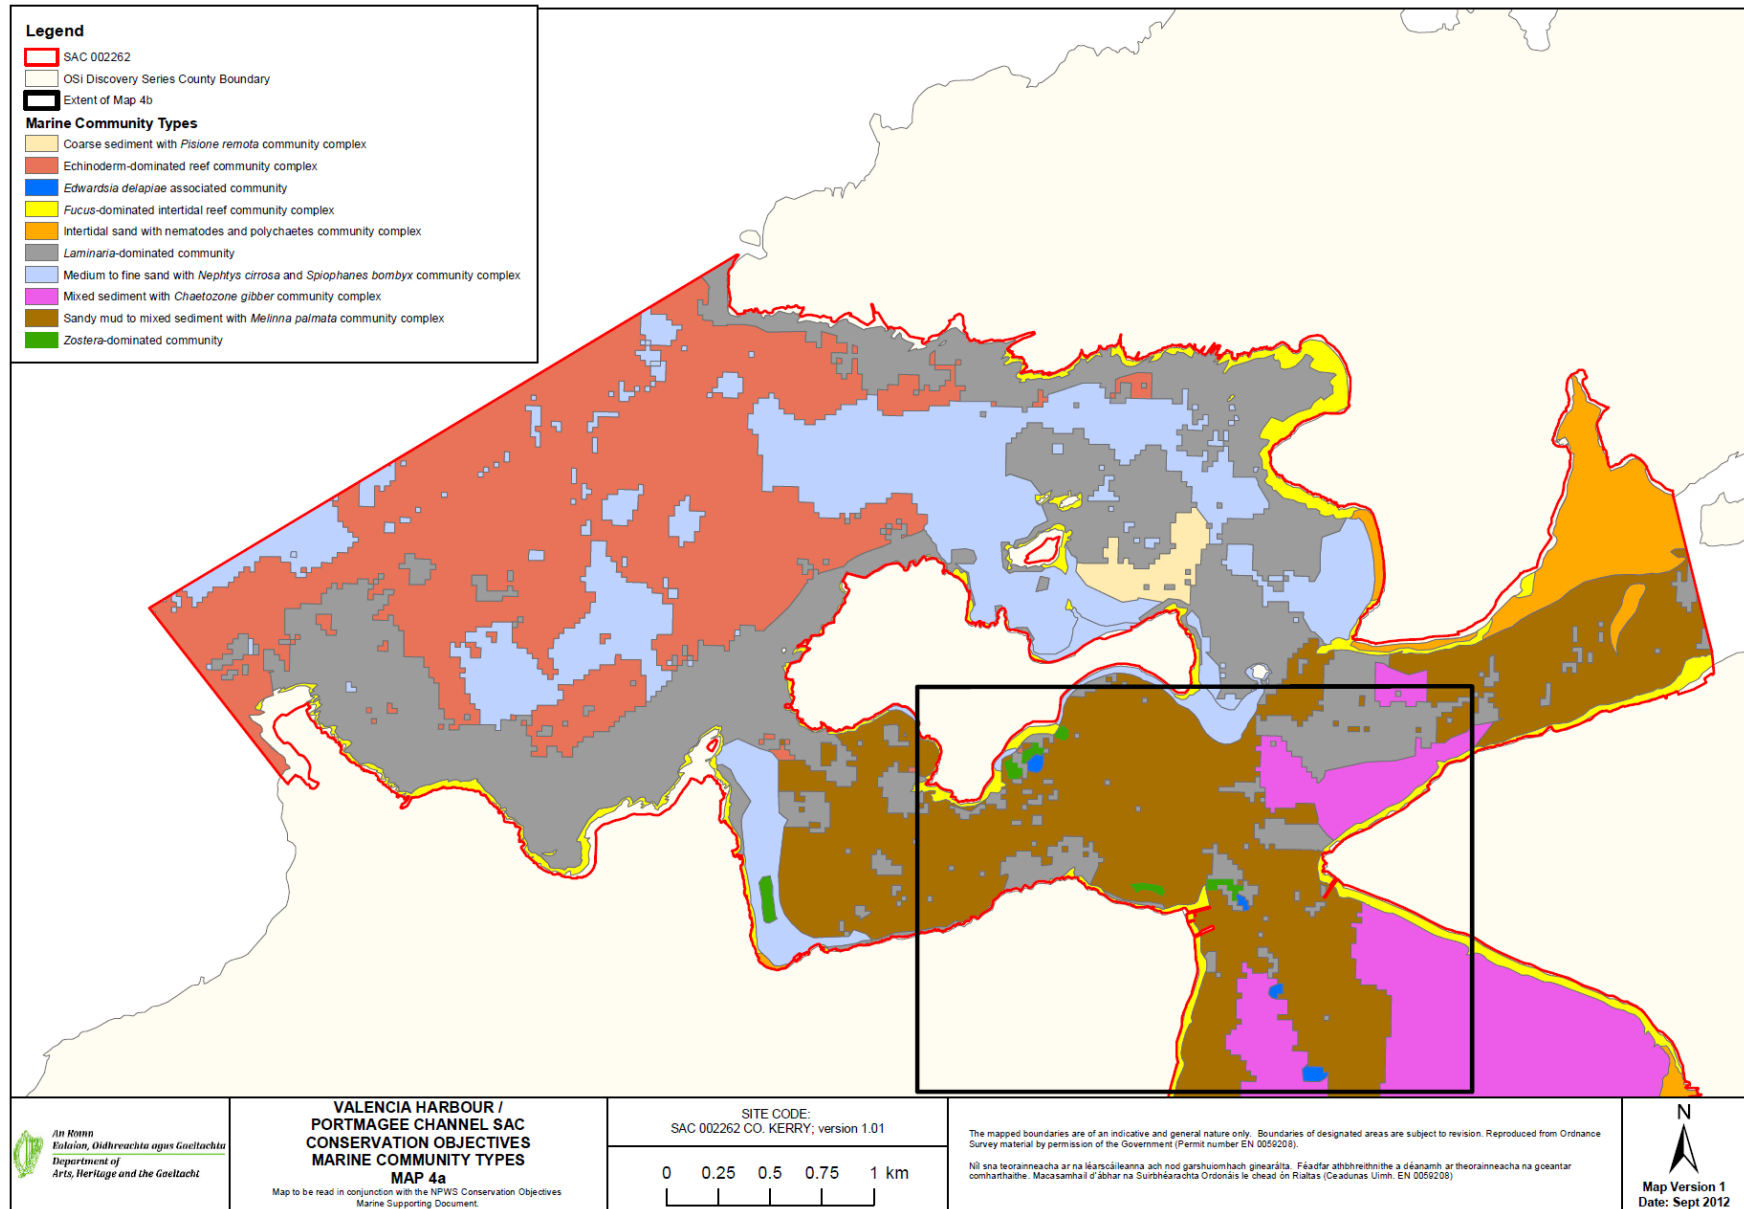 Legend
SAC 002262
OSi Discovery Series County Boundary
Extent of Map 4b
Marine Community Types
Coarse sediment with Pisione remota community complex
Echinoderm-dominated reef community complex
Edwardsia delapiae associated community
Fucus-dominated intertidal reef community complex
Intertidal sand with nematodes and polychaetes community complex
Laminaria-dominated community
Medium to fine sand with Nephtys cirrosa and Spiophanes bombyx community complex
Mixed sediment with Chaetozone gibber community complex
Sandy mud to mixed sediment with Melinna palmata community complex
Zostera-dominated community
An Roinn
Ealaíon, Oidhreachta agus Gaeltachta
Department of
Arts, Heritage and the Gaeltacht
VALENCIA HARBOUR /
PORTMAGEE CHANNEL SAC
CONSERVATION OBJECTIVES
MARINE COMMUNITY TYPES
MAP 4a
Map to be read in conjunction with the NPWS Conservation Objectives
Marine Supporting Document.
SITE CODE:
SAC 002262 CO. KERRY; version 1.01
0 0.25 0.5 0.75 1 km
The mapped boundaries are of an indicative and general nature only. Boundaries of designated areas are subject to revision. Reproduced from Ordnance
Survey material by permission of the Government (Permit number EN 0059208).
Níl sna teorainneacha ar na léarscáileanna ach nod garshuiomhach ginearálta. Féadfar athbhreithnithe a déanamh ar theorainneacha na gceantar
comharthaithe. Macasamhail d'ábhar na Suirbhéarachta Ordonáis le chead ón Rialtas (Ceadunas Uimh. EN 0059208)
N
Map Version 1
Date: Sept 2012